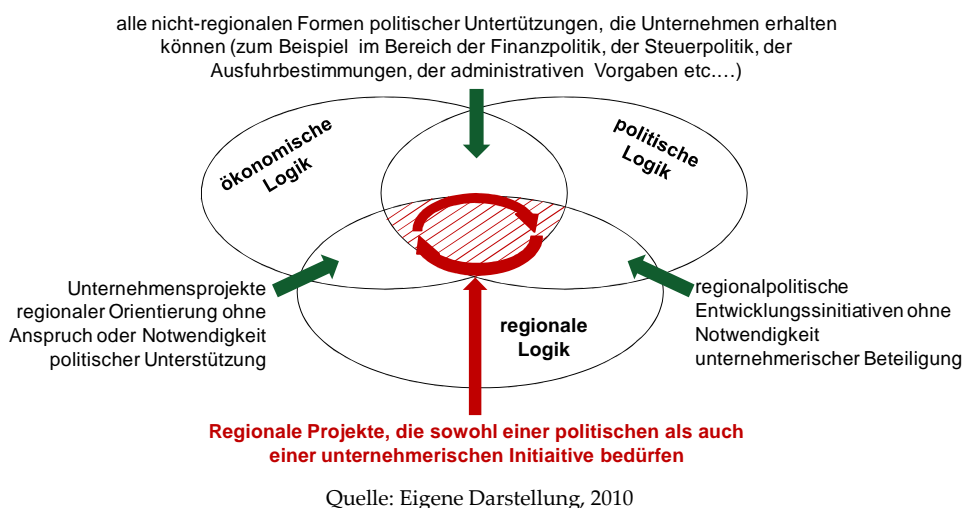 alle nicht-regionalen Formen politischer Untertützungen, die Unternehmen erhalten
können (zum Beispiel im Bereich der Finanzpolitik, der Steuerpolitik, der
Ausfuhrbestimmungen, der administrativen Vorgaben etc.…)
ökonomische
Logik
politische
Logik
Unternehmensprojekte
regionaler Orientierung ohne
Anspruch oder Notwendigkeit
politischer Unterstützung
regionale
Logik
regionalpolitische
Entwicklungsinitiativen ohne
Notwendigkeit
unternehmerischer Beteiligung
Regionale Projekte, die sowohl einer politischen als auch
einer unternehmerischen Initiaitive bedürfen
Quelle: Eigene Darstellung, 2010